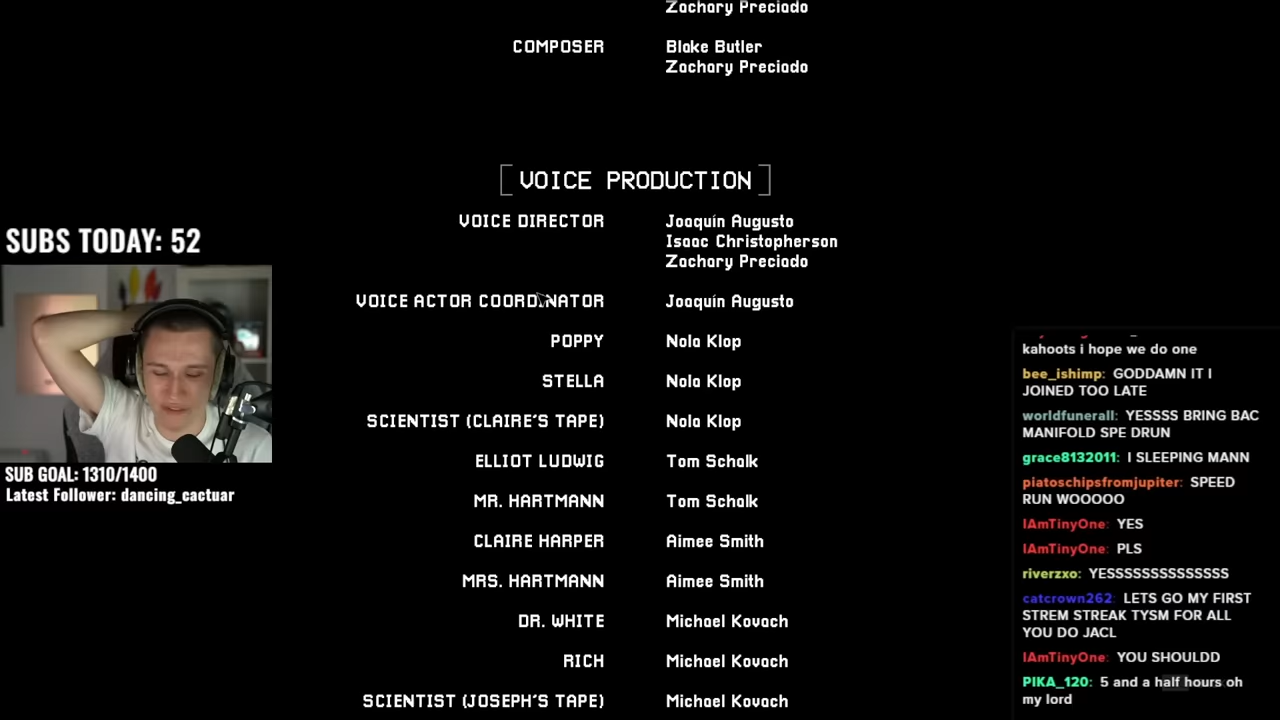 Zachary Preciado
COMPOSER Blake Butler
Zachary Preciado
[VOICE PRODUCTION]
VOICE DIRECTOR Joaquín Augusto
Isaac Christopherson
Zachary Preciado
VOICE ACTOR COORDINATOR Joaquín Augusto
POPPY Nola Klop
STELLA Nola Klop
SCIENTIST (CLAIRE'S TAPE) Nola Klop
ELLIOT LUDWIG Tom Schalk
MR. HARTMANN Tom Schalk
CLAIRE HARPER Aimee Smith
MRS. HARTMANN Aimee Smith
DR. WHITE Michael Kovach
RICH Michael Kovach
SCIENTIST (JOSEPH'S TAPE) Michael Kovach
SUBS TODAY: 52
SUB GOAL: 1310/1400
Latest Follower: dancing_cactuar
kahoots i hope we do one
bee_ishimp: GODDAMN IT I
JOINED TOO LATE
worldfunerall: YESSSS BRING BAC
MANIFOLD SPE DRUN
grace8132011: I SLEEPING MANN
piatoschipsfromjupiter: SPEED
RUN WOOOOO
IAmTinyOne: YES
IAmTinyOne: PLS
riverzxo: YESSSSSSSSSSSSSS
catcrown262: LETS GO MY FIRST
STREM STREAK TYSM FOR ALL
YOU DO JACL
IAmTinyOne: YOU SHOULDD
PIKA_120: 5 and a half hours oh
my lord